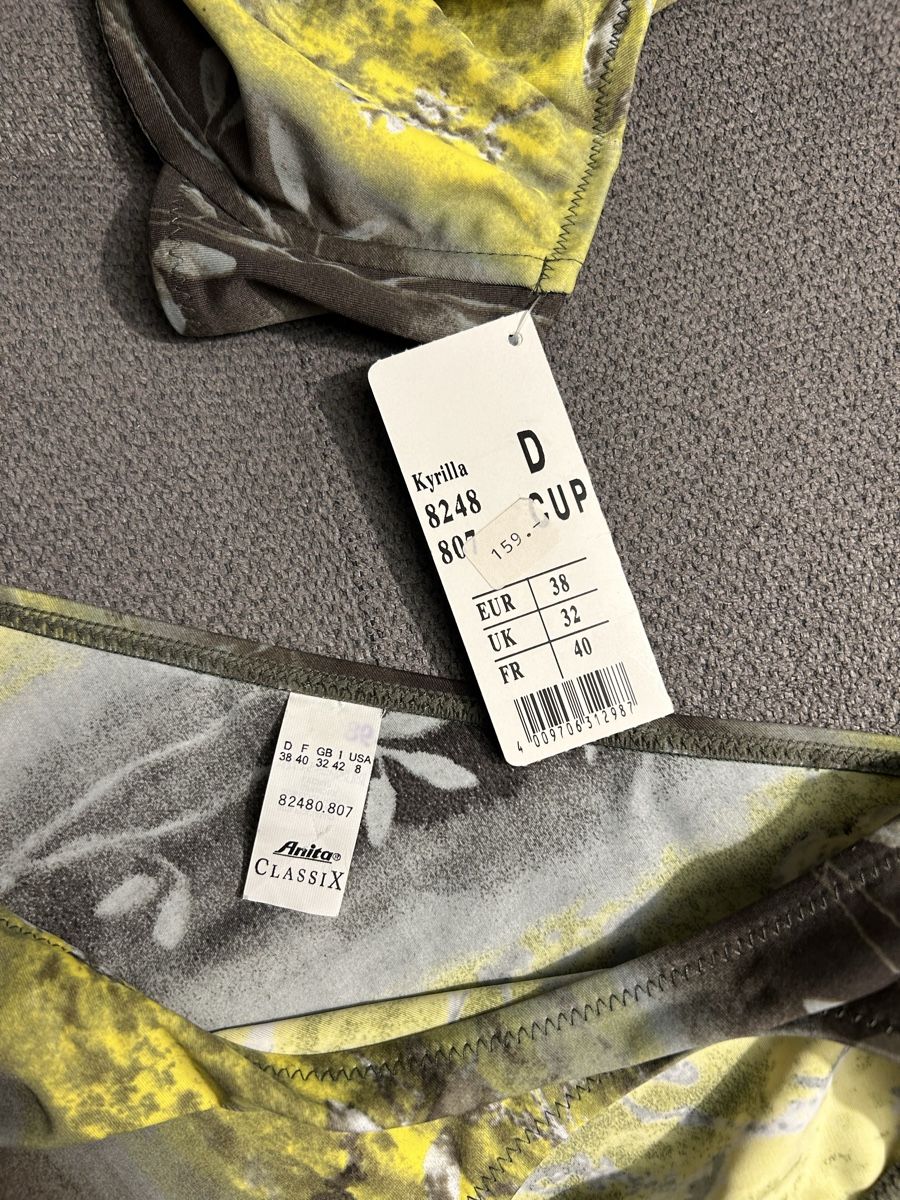 Kyrilla
8248
807
D
CUP
159.-
EUR 38
UK 32
FR 40
4 009706 312987
D F GB I USA
38 40 32 42 8
82480.807
Anita®
CLASSIX